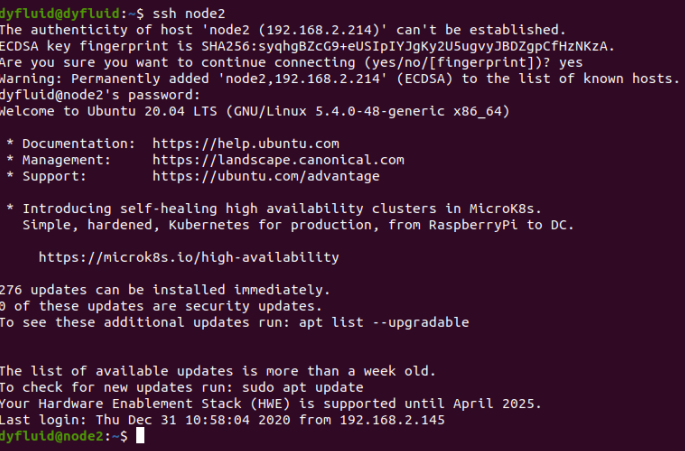 dyfluid@dyfluid:~$ ssh node2
The authenticity of host 'node2 (192.168.2.214)' can't be established.
ECDSA key fingerprint is SHA256:syqhgBZcG9+eUSIpIYJgKy2U5ugvyJBDZgpCfHzNKzA.
Are you sure you want to continue connecting (yes/no/[fingerprint])? yes
Warning: Permanently added 'node2,192.168.2.214' (ECDSA) to the list of known hosts.
dyfluid@node2's password:
Welcome to Ubuntu 20.04 LTS (GNU/Linux 5.4.0-48-generic x86_64)
* Documentation:  https://help.ubuntu.com
* Management:     https://landscape.canonical.com
* Support:        https://ubuntu.com/advantage
* Introducing self-healing high availability clusters in MicroK8s.
Simple, hardened, Kubernetes for production, from RaspberryPi to DC.
https://microk8s.io/high-availability
276 updates can be installed immediately.
0 of these updates are security updates.
To see these additional updates run: apt list --upgradable
The list of available updates is more than a week old.
To check for new updates run: sudo apt update
Your Hardware Enablement Stack (HWE) is supported until April 2025.
Last login: Thu Dec 31 10:58:04 2020 from 192.168.2.145
dyfluid@node2:~$